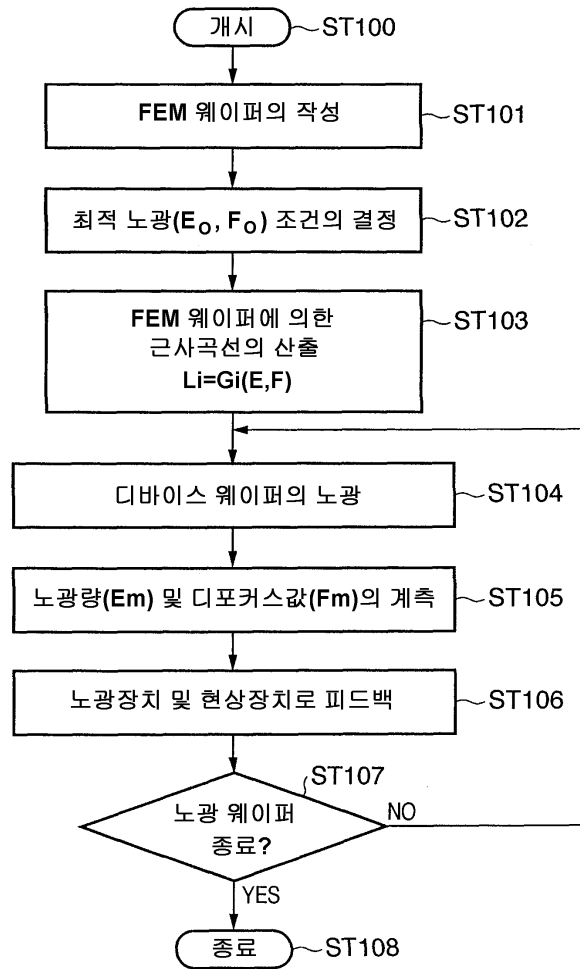 개시
ST100
FEM 웨이퍼의 작성
ST101
최적 노광(E₀, F₀) 조건의 결정
ST102
FEM 웨이퍼에 의한
근사곡선의 산출
Li=Gi(E,F)
ST103
디바이스 웨이퍼의 노광
ST104
노광량(Em) 및 디포커스값(Fm)의 계측
ST105
노광장치 및 현상장치로 피드백
ST106
ST107
노광 웨이퍼
종료?
NO
YES
종료
ST108